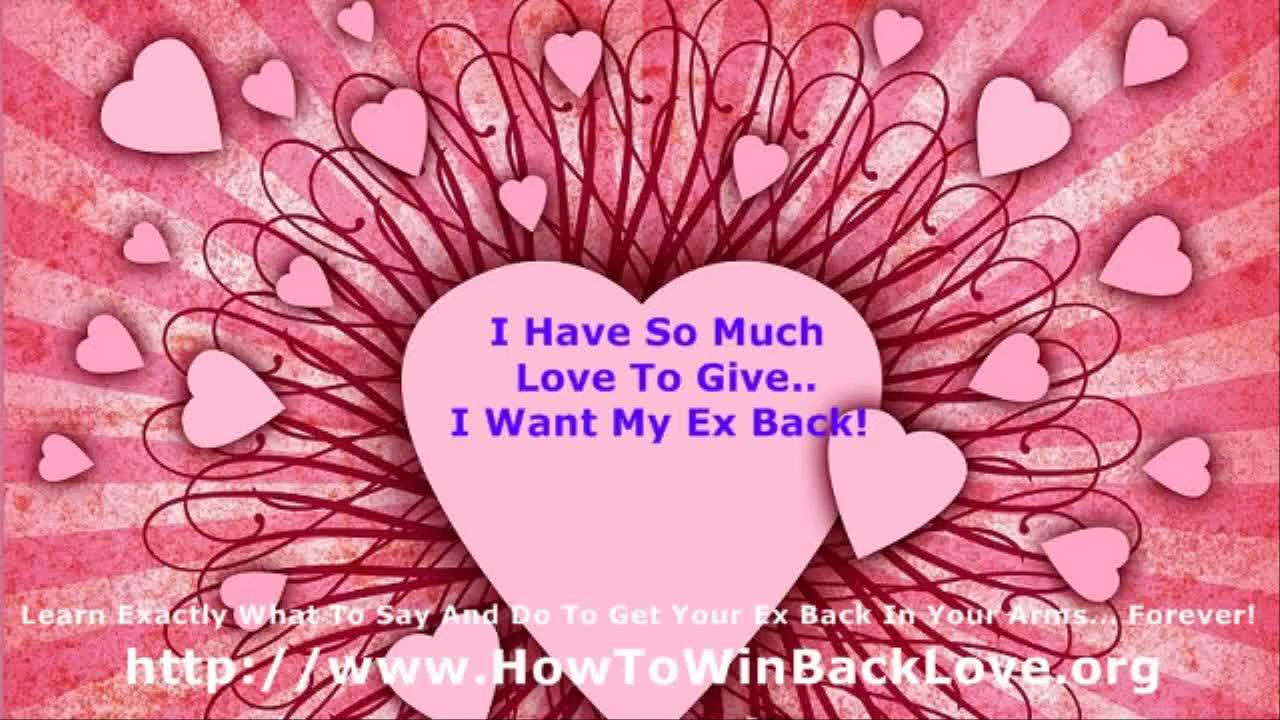 I Have So Much
Love To Give..
I Want My Ex Back!
Learn Exactly What To Say And Do To Get Your Ex Back In Your Arms... Forever!
http://www.HowToWinBackLove.org